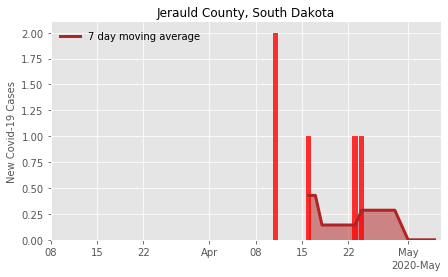 Jerauld County, South Dakota
7 day moving average
New Covid-19 Cases
2.00
1.75
1.50
1.25
1.00
0.75
0.50
0.25
0.00
08 15 22 Apr 08 15 22 May
2020-May